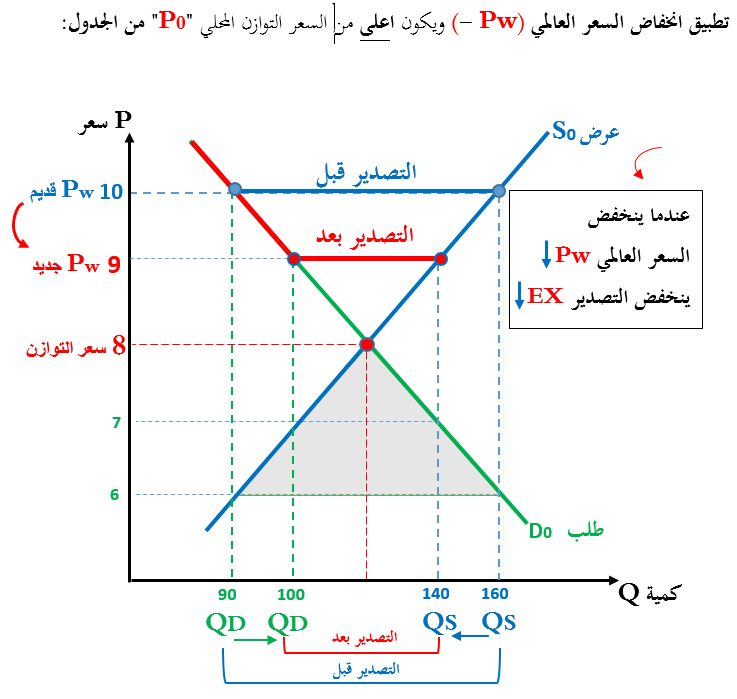 تطبيق انخفاض السعر العالمي (Pw −) ويكون اعلى من السعر التوازن المحلي "P0" من الجدول:
سعر P
عرض S0
التصدير قبل
قديم Pw 10
عندما ينخفض
السعر العالمي Pw
ينخفض التصدير EX
التصدير بعد
جديد Pw 9
سعر التوازن 8
7
6
طلب D0
كمية Q
90 100 140 160
QD QD QS QS
التصدير بعد
التصدير قبل